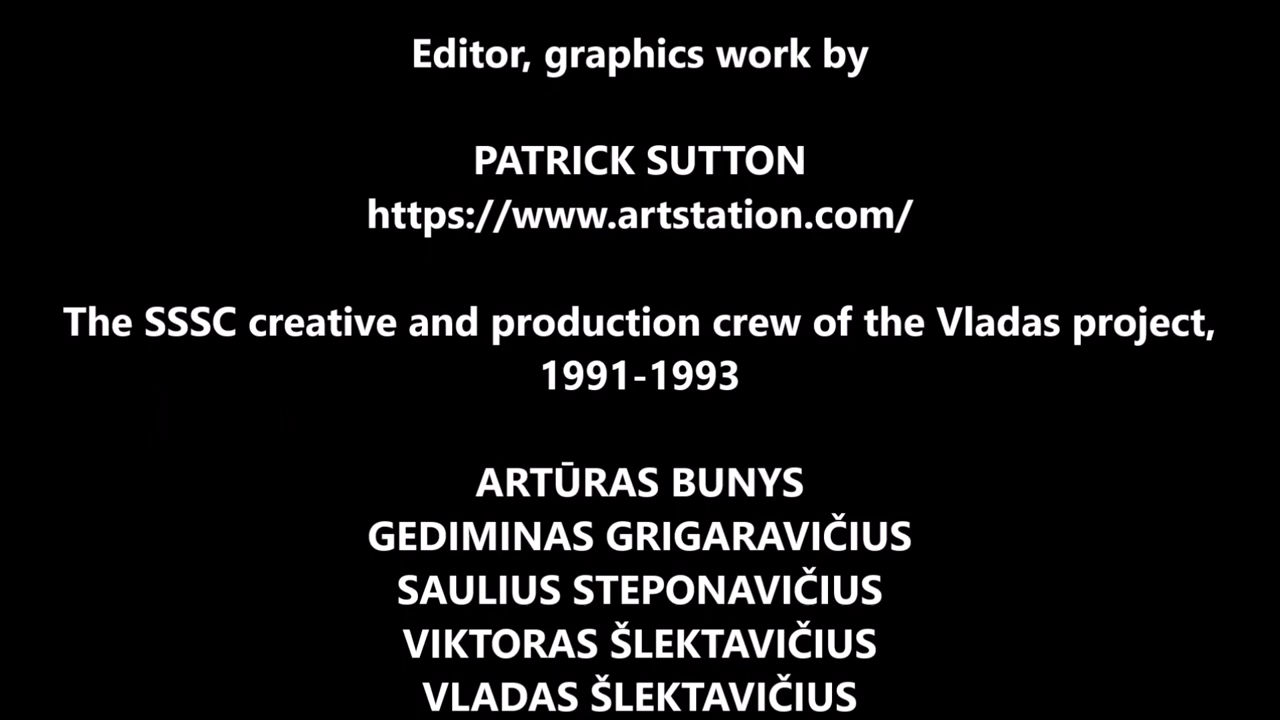 Editor, graphics work by
PATRICK SUTTON
https://www.artstation.com/
The SSSC creative and production crew of the Vladas project,
1991-1993
ARTŪRAS BUNYS
GEDIMINAS GRIGARAVIČIUS
SAULIUS STEPONAVIČIUS
VIKTORAS ŠLEKTAVIČIUS
VLADAS ŠLEKTAVIČIUS